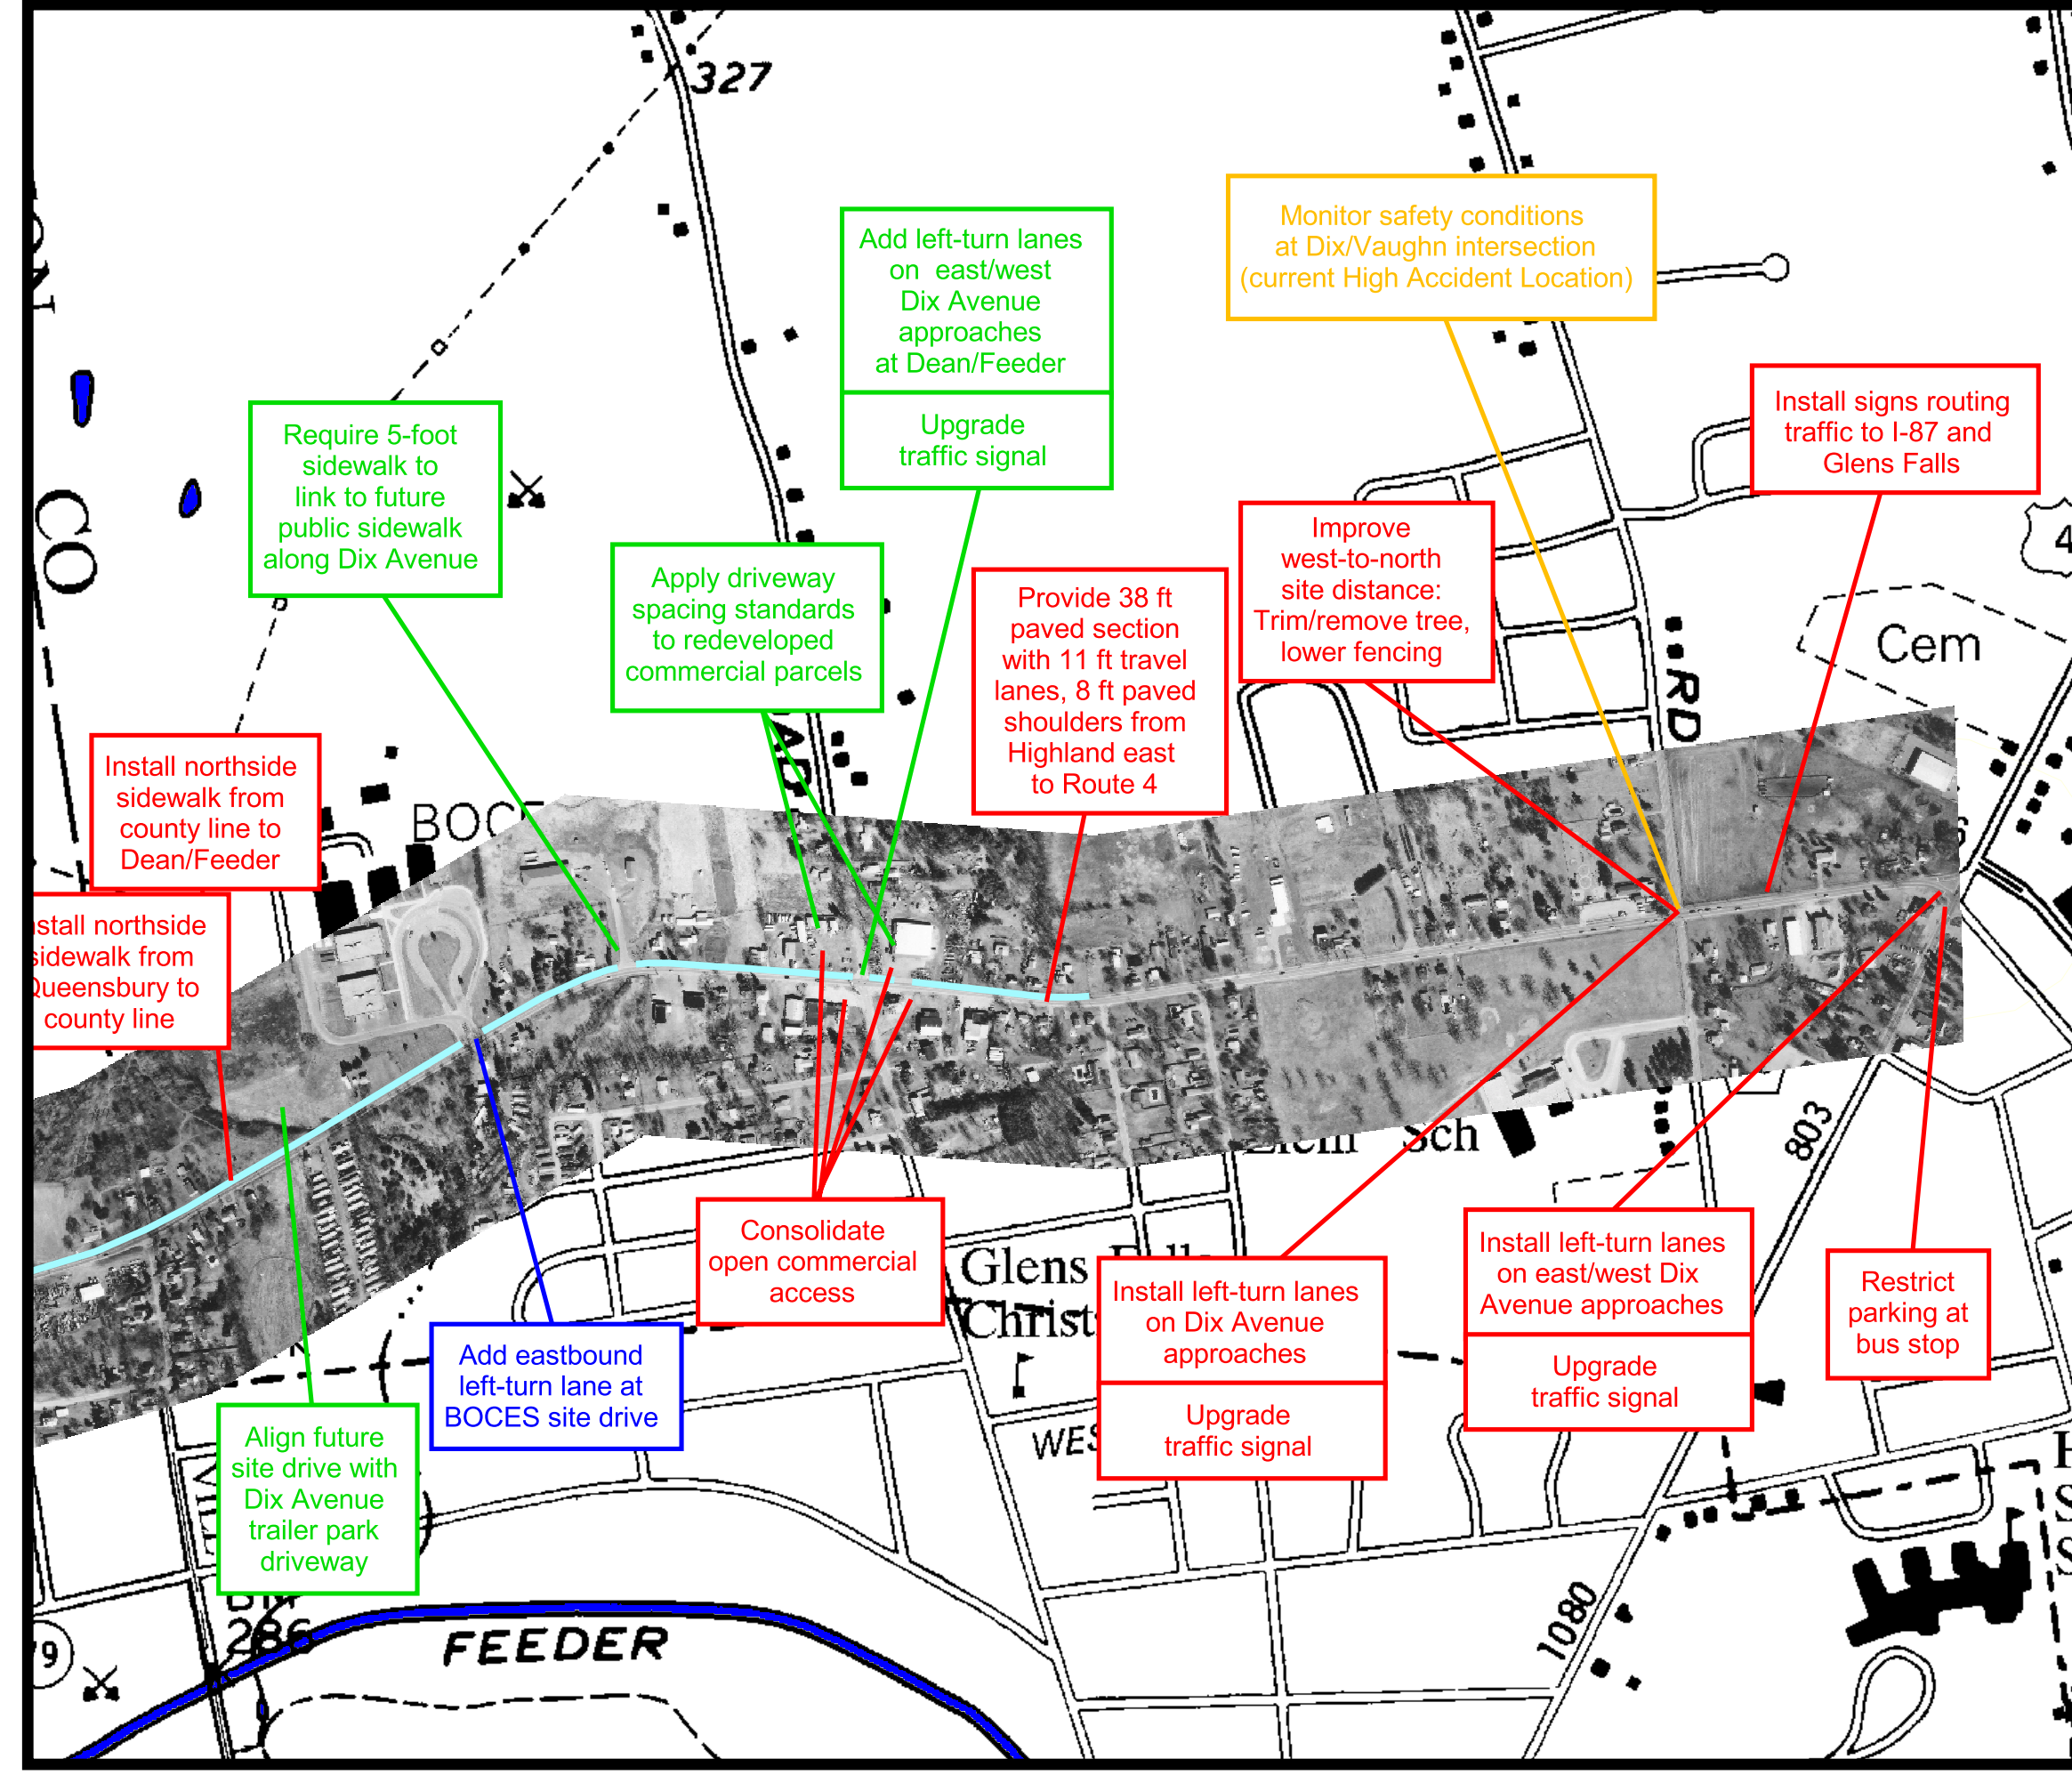 327
Monitor safety conditions
at Dix/Vaughn intersection
(current High Accident Location)
Add left-turn lanes
on east/west
Dix Avenue
approaches
at Dean/Feeder
Upgrade
traffic signal
Install signs routing
traffic to I-87 and
Glens Falls
Require 5-foot
sidewalk to
link to future
public sidewalk
along Dix Avenue
CO
4
Improve
west-to-north
site distance:
Trim/remove tree,
lower fencing
Apply driveway
spacing standards
to redeveloped
commercial parcels
Provide 38 ft
paved section
with 11 ft travel
lanes, 8 ft paved
shoulders from
Highland east
to Route 4
Cem
RD
Install northside
sidewalk from
county line to
Dean/Feeder
BOCE
nstall northside
sidewalk from
Queensbury to
county line
Elem Sch
803
Consolidate
open commercial
access
Glens Falls
Christ
Install left-turn lanes
on Dix Avenue
approaches
Upgrade
traffic signal
Install left-turn lanes
on east/west Dix
Avenue approaches
Upgrade
traffic signal
Restrict
parking at
bus stop
Add eastbound
left-turn lane at
BOCES site drive
Align future
site drive with
Dix Avenue
trailer park
driveway
WES
H
S
S
BM
286
FEEDER
1080